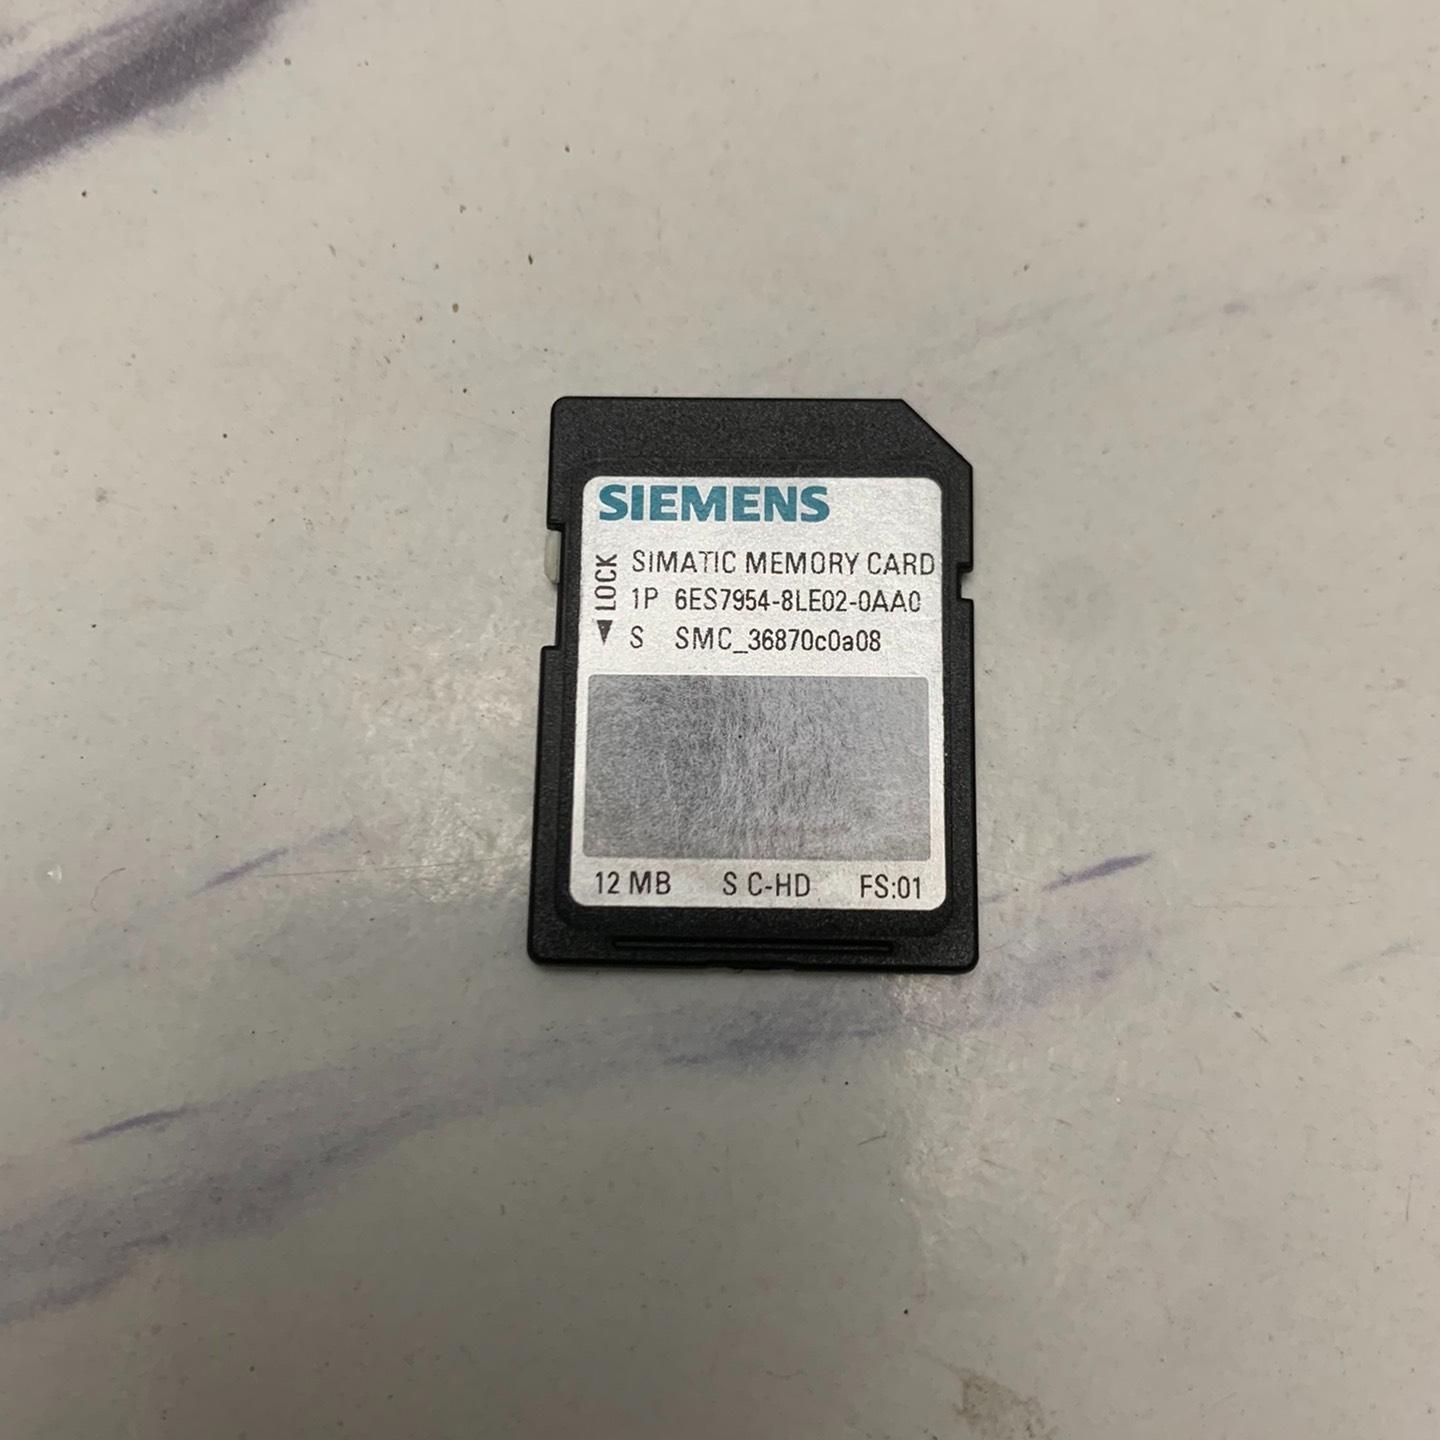 SIEMENS
LOCK
SIMATIC MEMORY CARD
1P 6ES7954-8LE02-0AA0
S SMC_36870c0a08
12 MB S C-HD FS:01